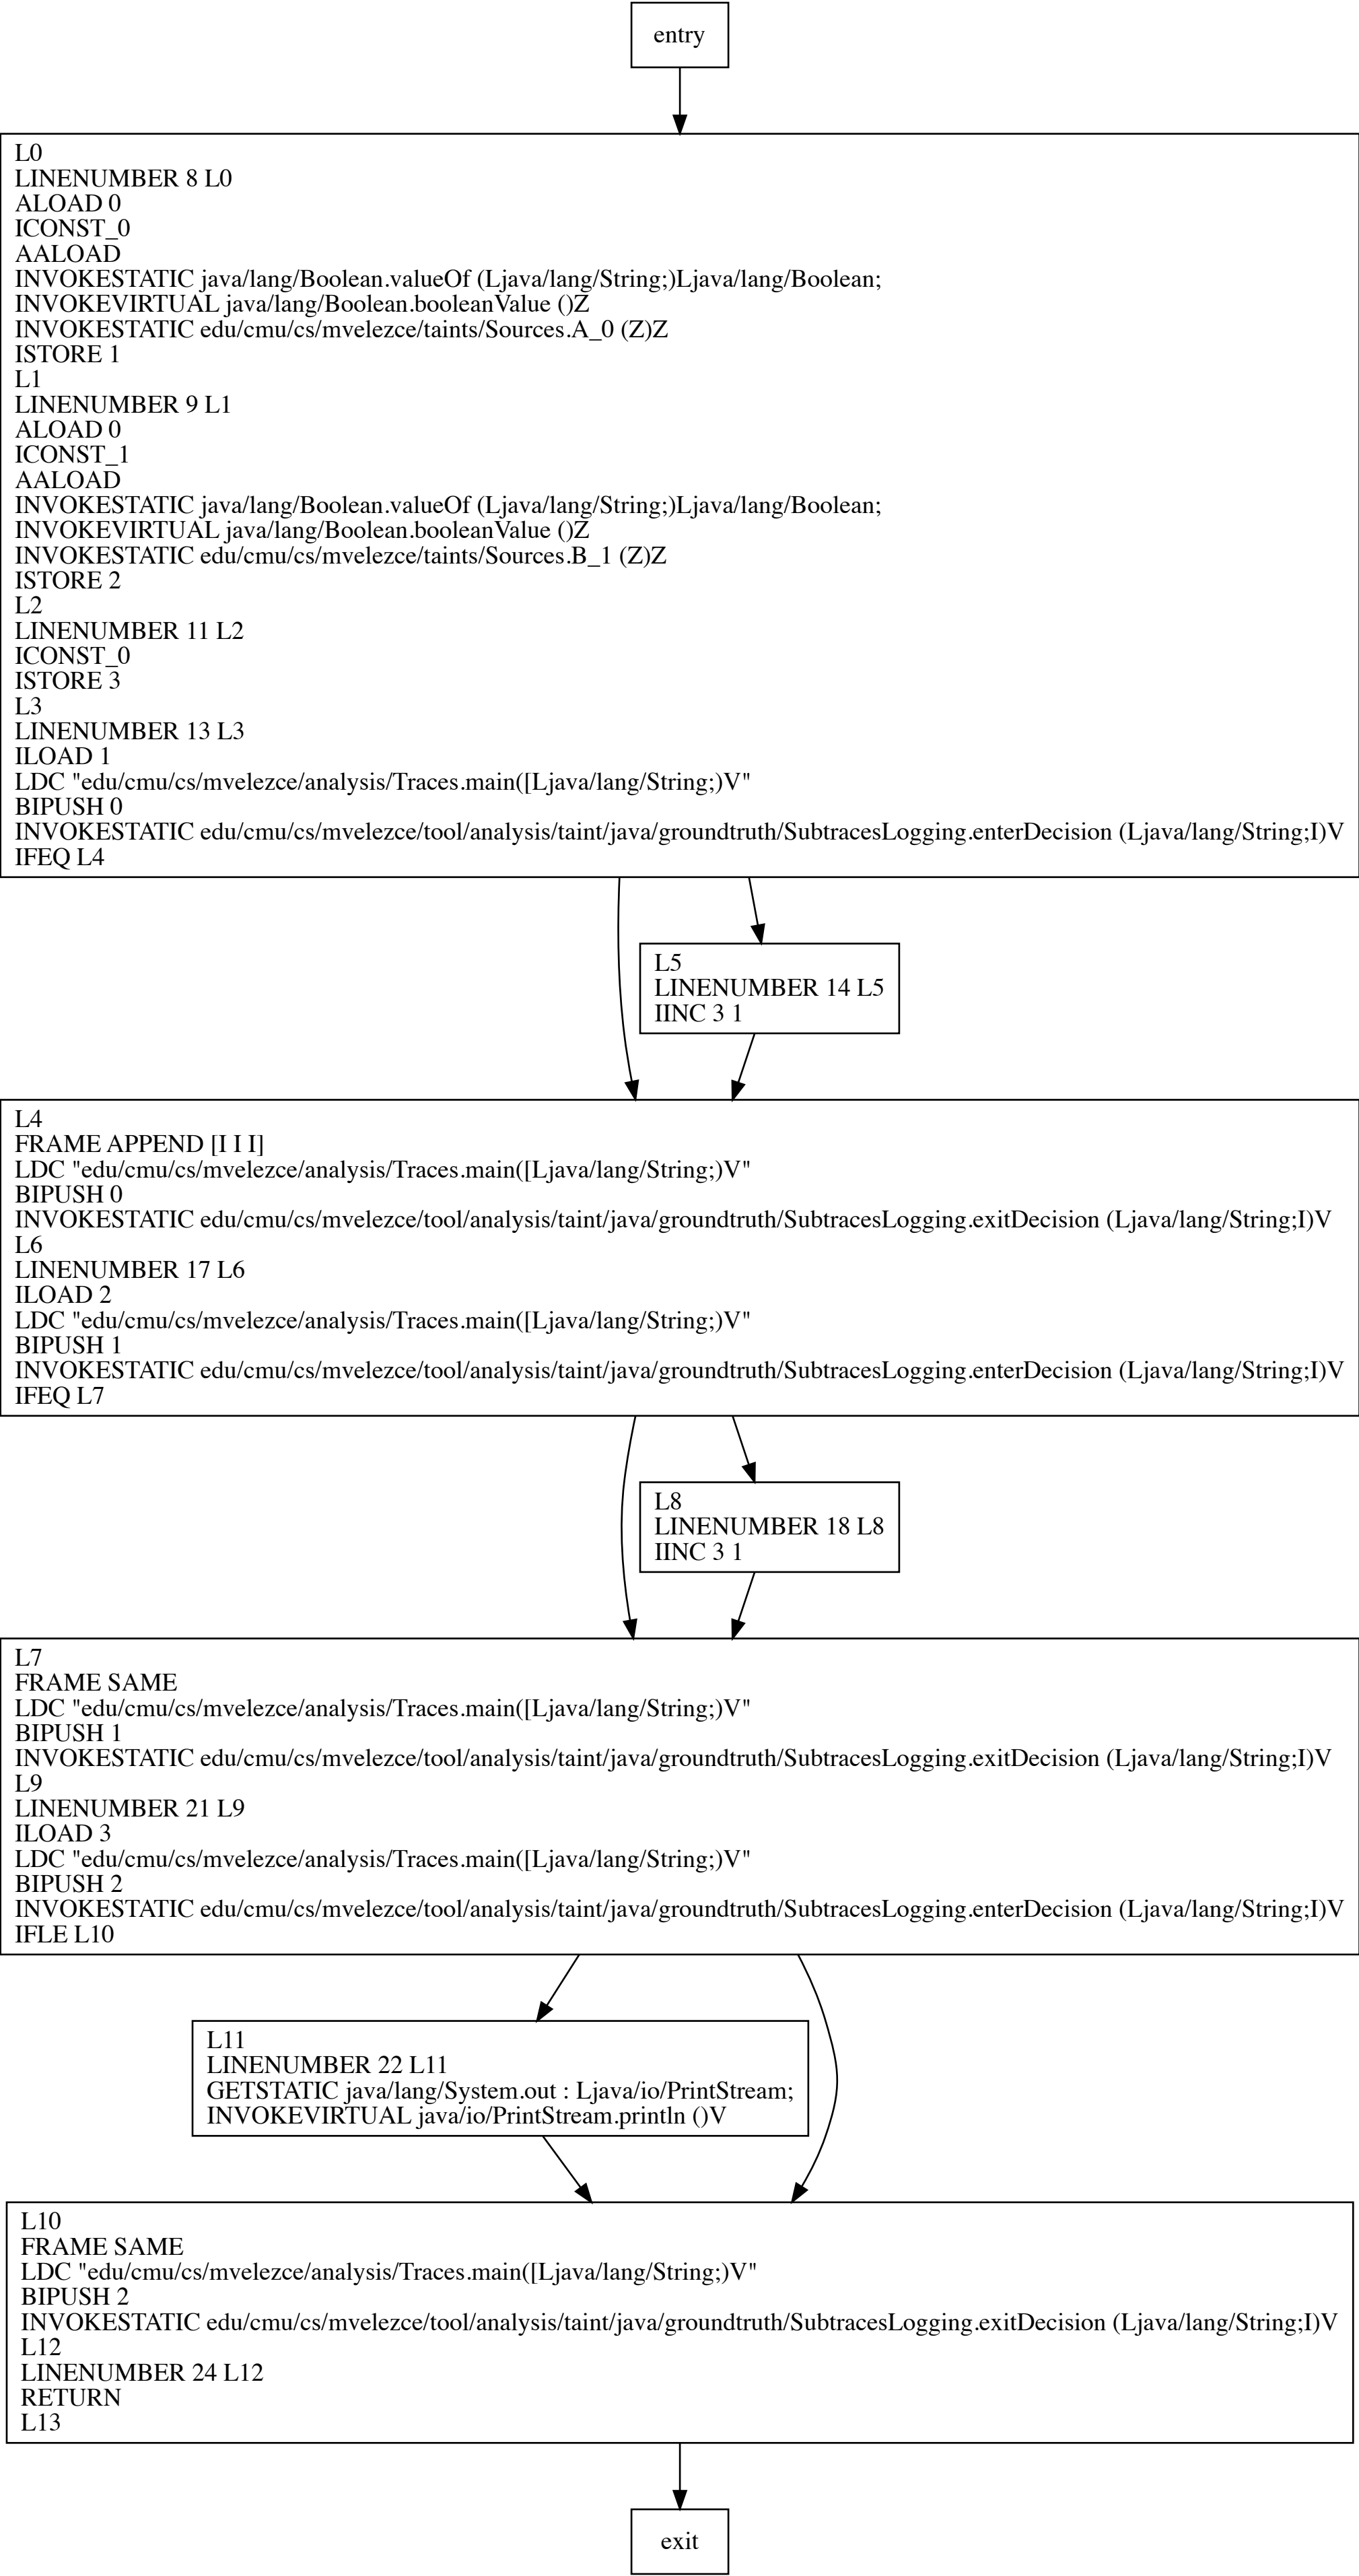 entry
L0
LINENUMBER 8 L0
ALOAD 0
ICONST_0
AALOAD
INVOKESTATIC java/lang/Boolean.valueOf (Ljava/lang/String;)Ljava/lang/Boolean;
INVOKEVIRTUAL java/lang/Boolean.booleanValue ()Z
INVOKESTATIC edu/cmu/cs/mvelezce/taints/Sources.A_0 (Z)Z
ISTORE 1
L1
LINENUMBER 9 L1
ALOAD 0
ICONST_1
AALOAD
INVOKESTATIC java/lang/Boolean.valueOf (Ljava/lang/String;)Ljava/lang/Boolean;
INVOKEVIRTUAL java/lang/Boolean.booleanValue ()Z
INVOKESTATIC edu/cmu/cs/mvelezce/taints/Sources.B_1 (Z)Z
ISTORE 2
L2
LINENUMBER 11 L2
ICONST_0
ISTORE 3
L3
LINENUMBER 13 L3
ILOAD 1
LDC "edu/cmu/cs/mvelezce/analysis/Traces.main([Ljava/lang/String;)V"
BIPUSH 0
INVOKESTATIC edu/cmu/cs/mvelezce/tool/analysis/taint/java/groundtruth/SubtracesLogging.enterDecision (Ljava/lang/String;I)V
IFEQ L4
L5
LINENUMBER 14 L5
IINC 3 1
L4
FRAME APPEND [I I I]
LDC "edu/cmu/cs/mvelezce/analysis/Traces.main([Ljava/lang/String;)V"
BIPUSH 0
INVOKESTATIC edu/cmu/cs/mvelezce/tool/analysis/taint/java/groundtruth/SubtracesLogging.exitDecision (Ljava/lang/String;I)V
L6
LINENUMBER 17 L6
ILOAD 2
LDC "edu/cmu/cs/mvelezce/analysis/Traces.main([Ljava/lang/String;)V"
BIPUSH 1
INVOKESTATIC edu/cmu/cs/mvelezce/tool/analysis/taint/java/groundtruth/SubtracesLogging.enterDecision (Ljava/lang/String;I)V
IFEQ L7
L8
LINENUMBER 18 L8
IINC 3 1
L7
FRAME SAME
LDC "edu/cmu/cs/mvelezce/analysis/Traces.main([Ljava/lang/String;)V"
BIPUSH 1
INVOKESTATIC edu/cmu/cs/mvelezce/tool/analysis/taint/java/groundtruth/SubtracesLogging.exitDecision (Ljava/lang/String;I)V
L9
LINENUMBER 21 L9
ILOAD 3
LDC "edu/cmu/cs/mvelezce/analysis/Traces.main([Ljava/lang/String;)V"
BIPUSH 2
INVOKESTATIC edu/cmu/cs/mvelezce/tool/analysis/taint/java/groundtruth/SubtracesLogging.enterDecision (Ljava/lang/String;I)V
IFLE L10
L11
LINENUMBER 22 L11
GETSTATIC java/lang/System.out : Ljava/io/PrintStream;
INVOKEVIRTUAL java/io/PrintStream.println ()V
L10
FRAME SAME
LDC "edu/cmu/cs/mvelezce/analysis/Traces.main([Ljava/lang/String;)V"
BIPUSH 2
INVOKESTATIC edu/cmu/cs/mvelezce/tool/analysis/taint/java/groundtruth/SubtracesLogging.exitDecision (Ljava/lang/String;I)V
L12
LINENUMBER 24 L12
RETURN
L13
exit